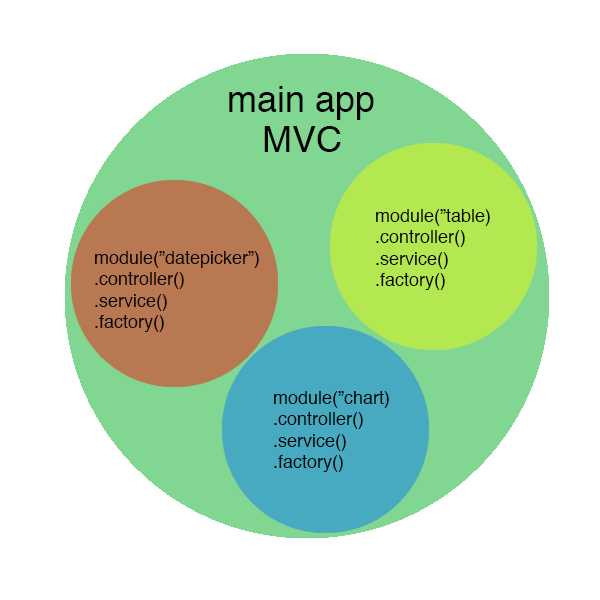 main app
MVC
module("table)
.controller()
.service()
.factory()
module("datepicker")
.controller()
.service()
.factory()
module("chart)
.controller()
.service()
.factory()